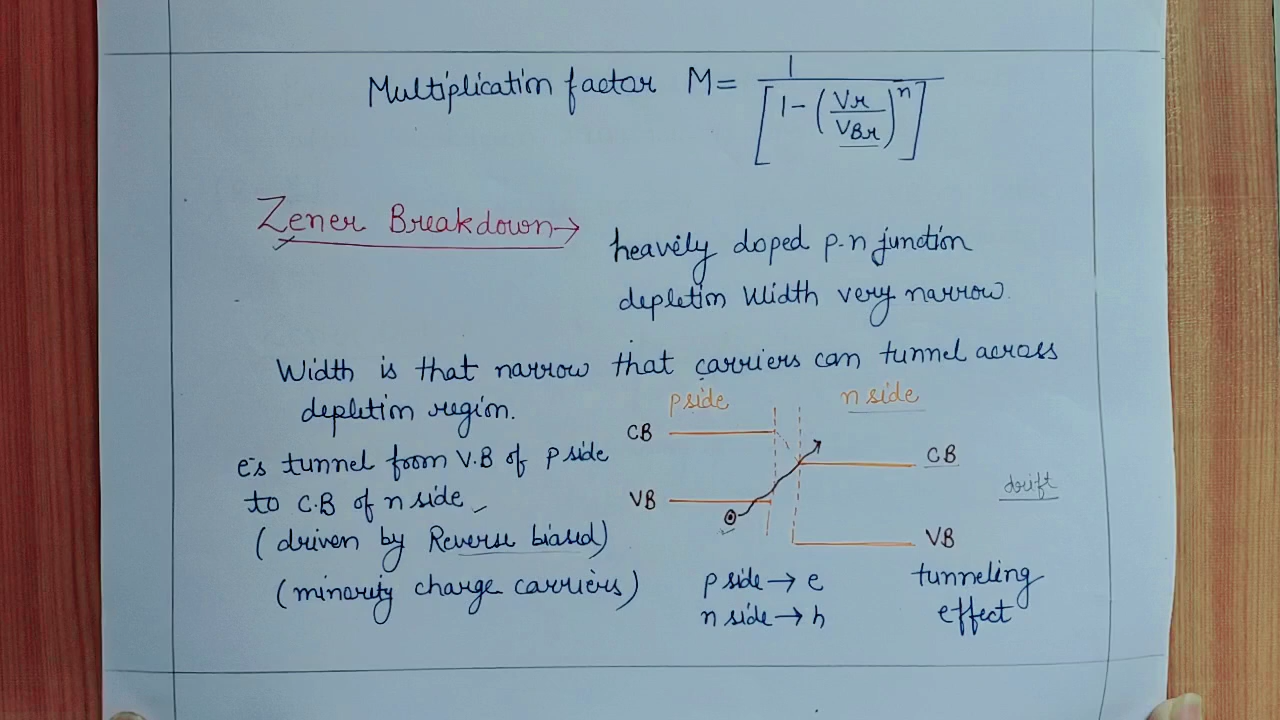 Multiplication factor M = 1 / [1 - (Vr / VBr)^n]
Zener Breakdown →
heavily doped p-n junction
depletin Width very narrow.
Width is that narrow that carriers can tunnel across
depletin region.
p side n side
CB
CB
e's tunnel from V.B of p side
to C.B of n side
VB
drift
(driven by Reverse biased)
VB
(minority charge carriers)
p side → e
n side → h
tunneling
effect